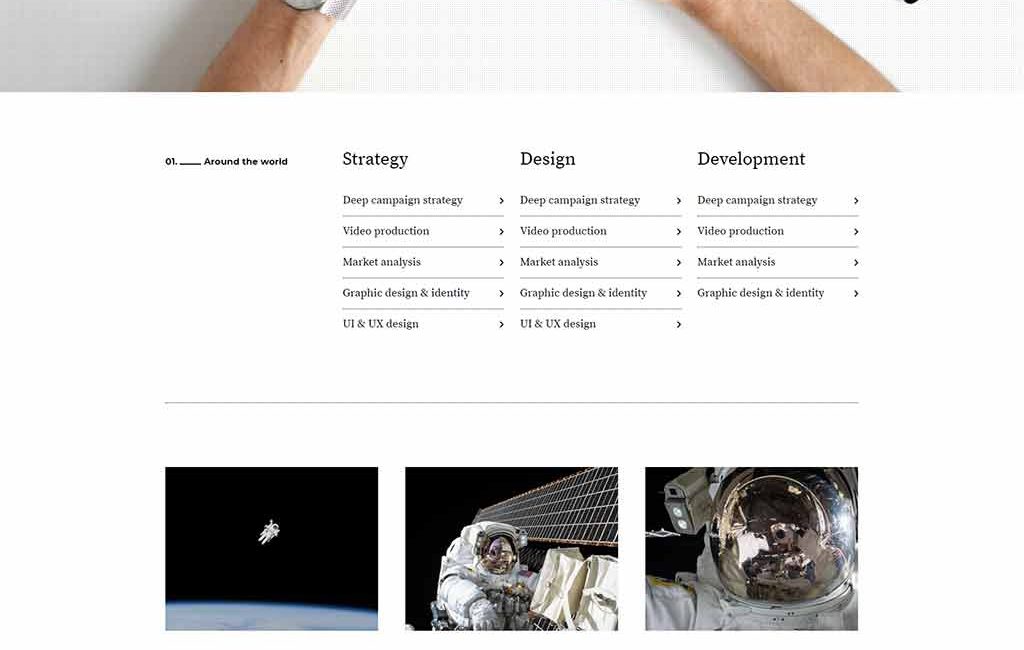 01. ___ Around the world
Strategy
Deep campaign strategy
Video production
Market analysis
Graphic design & identity
UI & UX design
Design
Deep campaign strategy
Video production
Market analysis
Graphic design & identity
UI & UX design
Development
Deep campaign strategy
Video production
Market analysis
Graphic design & identity